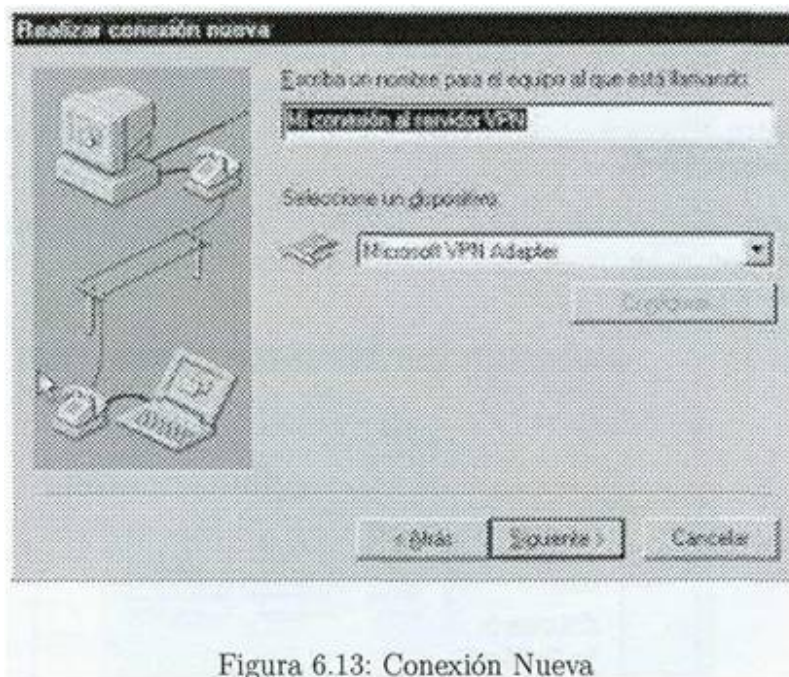 Realizar conexión nueva
Escriba un nombre para el equipo al que está llamando:
Mi conexión al servidor VPN
Seleccione un dispositivo:
Microsoft VPN Adapter
Configurar...
< Atrás
Siguiente >
Cancelar
Figura 6.13: Conexión Nueva